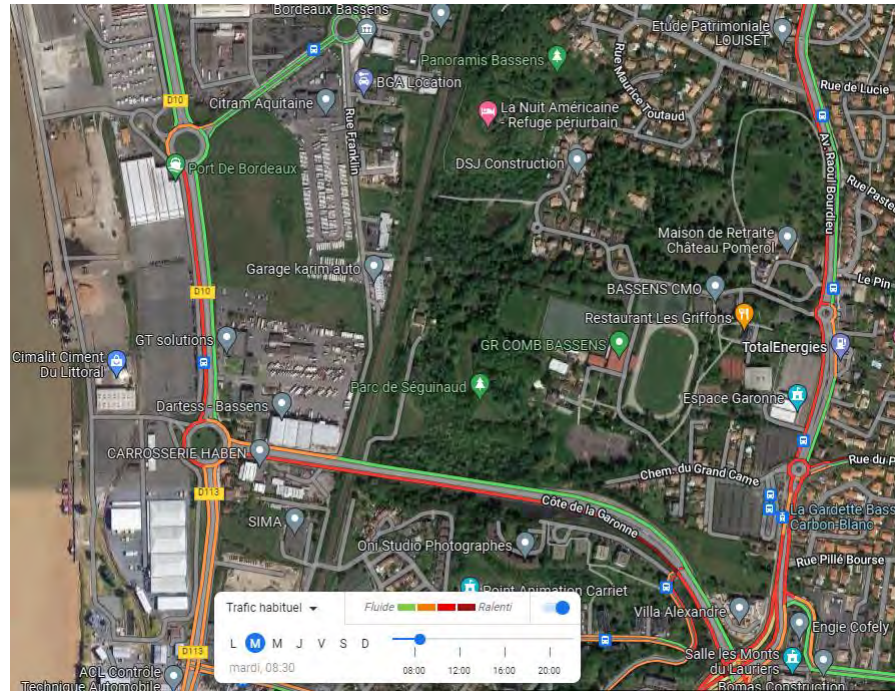 Bordeaux Bassens
Etude Patrimoniale
LOUISET
Panoramis Bassens
Rue Maurice Toutaud
Rue de Lucie
BGA Location
D10
Citram Aquitaine
La Nuit Américaine
- Refuge périurbain
Rue Franklin
Av. Raoul Bourdieu
DSJ Construction
Port De Bordeaux
Maison de Retraite
Château Pomerol
Garage karim auto
Le Pin
D10
BASSENS CMO
Restaurant Les Griffons
GT solutions
GR COMB BASSENS
TotalEnergies
Cimalit Ciment
Du Littoral
Parc de Séguinaud
Espace Garonne
Dartess - Bassens
CARROSSERIE HABEN
Chem. du Grand Came
Rue du P
D113
Côte de la Garonne
La Gardette Bass
Carbon-Blanc
SIMA
Oni Studio Photographes
Rue Pillé Bourse
Point Animation Carriet
Trafic habituel
Fluide
Ralenti
Villa Alexandre
Engie Cofely
L M M J V S D
mardi, 08:30
08:00 12:00 16:00 20:00
D113
Salle les Monts
du Lauriers
ACL Contrôle
Technique Automobile
Bomas Construction